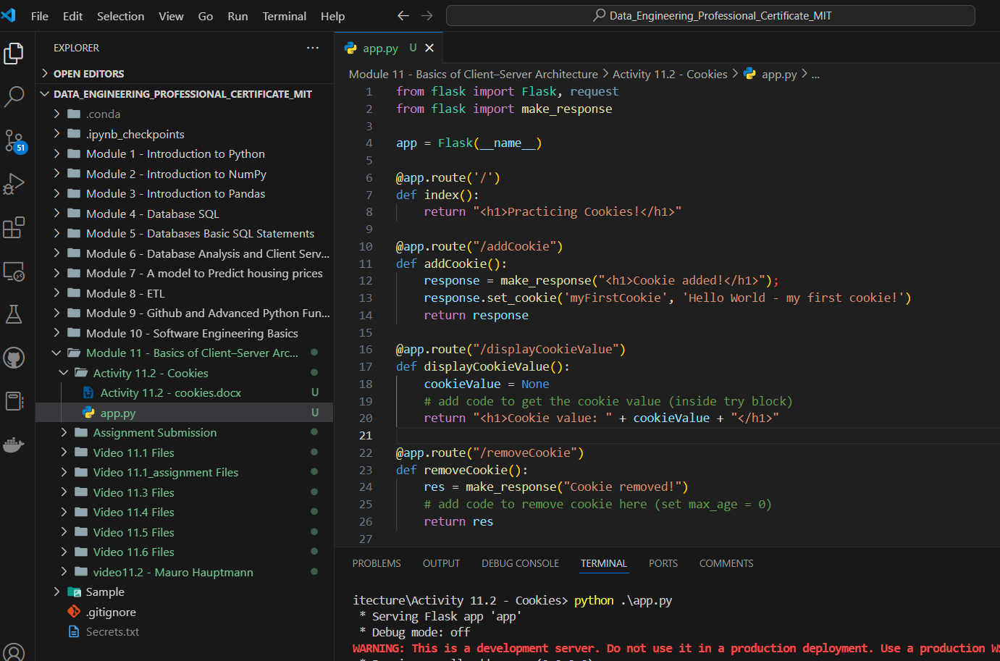 File Edit Selection View Go Run Terminal Help
Data_Engineering_Professional_Certificate_MIT
EXPLORER
OPEN EDITORS
DATA_ENGINEERING_PROFESSIONAL_CERTIFICATE_MIT
.conda
.ipynb_checkpoints
Module 1 - Introduction to Python
Module 2 - Introduction to NumPy
Module 3 - Introduction to Pandas
Module 4 - Database SQL
Module 5 - Databases Basic SQL Statements
Module 6 - Database Analysis and Client Serv...
Module 7 - A model to Predict housing prices
Module 8 - ETL
Module 9 - Github and Advanced Python Fun...
Module 10 - Software Engineering Basics
Module 11 - Basics of Client–Server Arc...
Activity 11.2 - Cookies
Activity 11.2 - cookies.docx U
app.py U
Assignment Submission
Video 11.1 Files
Video 11.1_assignment Files
Video 11.3 Files
Video 11.4 Files
Video 11.5 Files
Video 11.6 Files
video11.2 - Mauro Hauptmann
Sample
.gitignore
Secrets.txt
51
app.py U
Module 11 - Basics of Client–Server Architecture > Activity 11.2 - Cookies > app.py > ...
1 from flask import Flask, request
2 from flask import make_response
3
4 app = Flask(__name__)
5
6 @app.route('/')
7 def index():
8 return "<h1>Practicing Cookies!</h1>"
9
10 @app.route("/addCookie")
11 def addCookie():
12 response = make_response("<h1>Cookie added!</h1>");
13 response.set_cookie('myFirstCookie', 'Hello World - my first cookie!')
14 return response
15
16 @app.route("/displayCookieValue")
17 def displayCookieValue():
18 cookieValue = None
19 # add code to get the cookie value (inside try block)
20 return "<h1>Cookie value: " + cookieValue + "</h1>"
21
22 @app.route("/removeCookie")
23 def removeCookie():
24 res = make_response("Cookie removed!")
25 # add code to remove cookie here (set max_age = 0)
26 return res
27
PROBLEMS OUTPUT DEBUG CONSOLE TERMINAL PORTS COMMENTS
itecture\Activity 11.2 - Cookies> python .\app.py
* Serving Flask app 'app'
* Debug mode: off
WARNING: This is a development server. Do not use it in a production deployment. Use a production